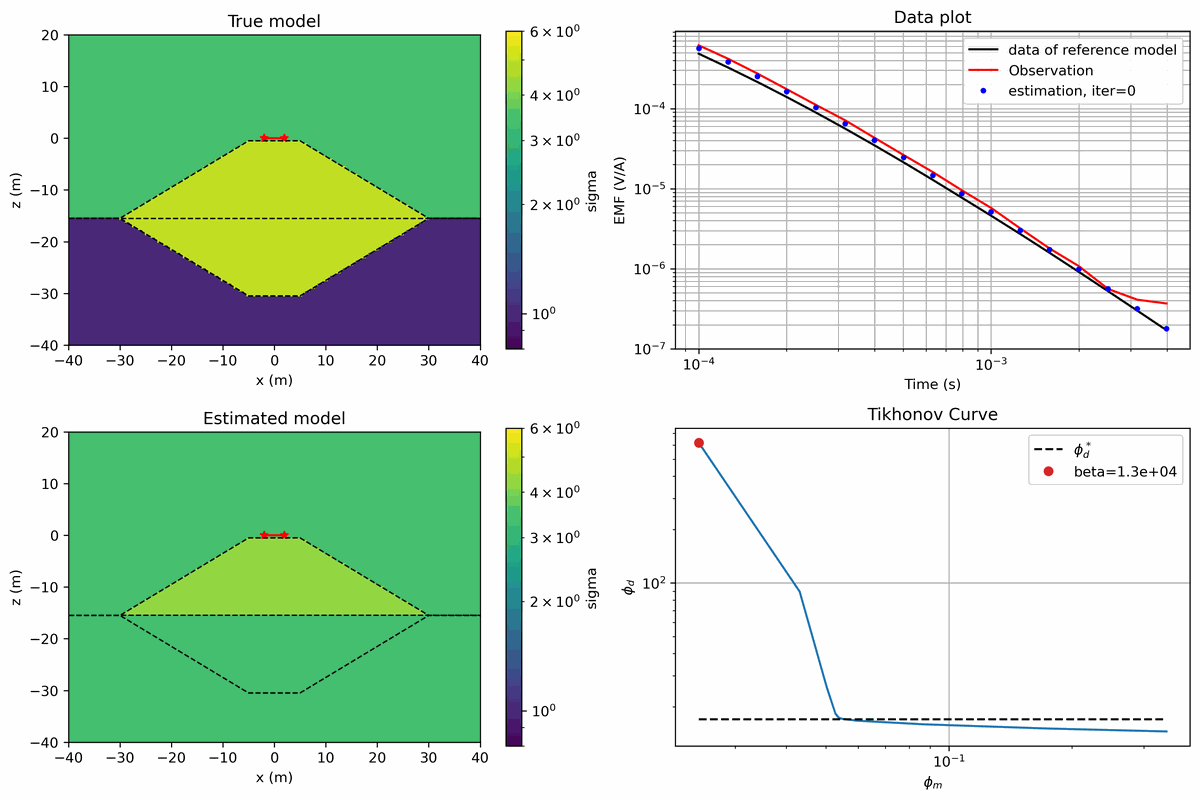 True model
20
10
0
−10
−20
−30
−40
z (m)
−40 −30 −20 −10 0 10 20 30 40
x (m)
6 × 10⁰
4 × 10⁰
3 × 10⁰
2 × 10⁰
10⁰
sigma
Data plot
data of reference model
Observation
estimation, iter=0
10⁻⁴
10⁻⁵
10⁻⁶
10⁻⁷
EMF (V/A)
10⁻⁴ 10⁻³
Time (s)
Estimated model
20
10
0
−10
−20
−30
−40
z (m)
−40 −30 −20 −10 0 10 20 30 40
x (m)
6 × 10⁰
4 × 10⁰
3 × 10⁰
2 × 10⁰
10⁰
sigma
Tikhonov Curve
ϕ_d^*
beta=1.3e+04
10²
ϕ_d
10⁻¹
ϕ_m